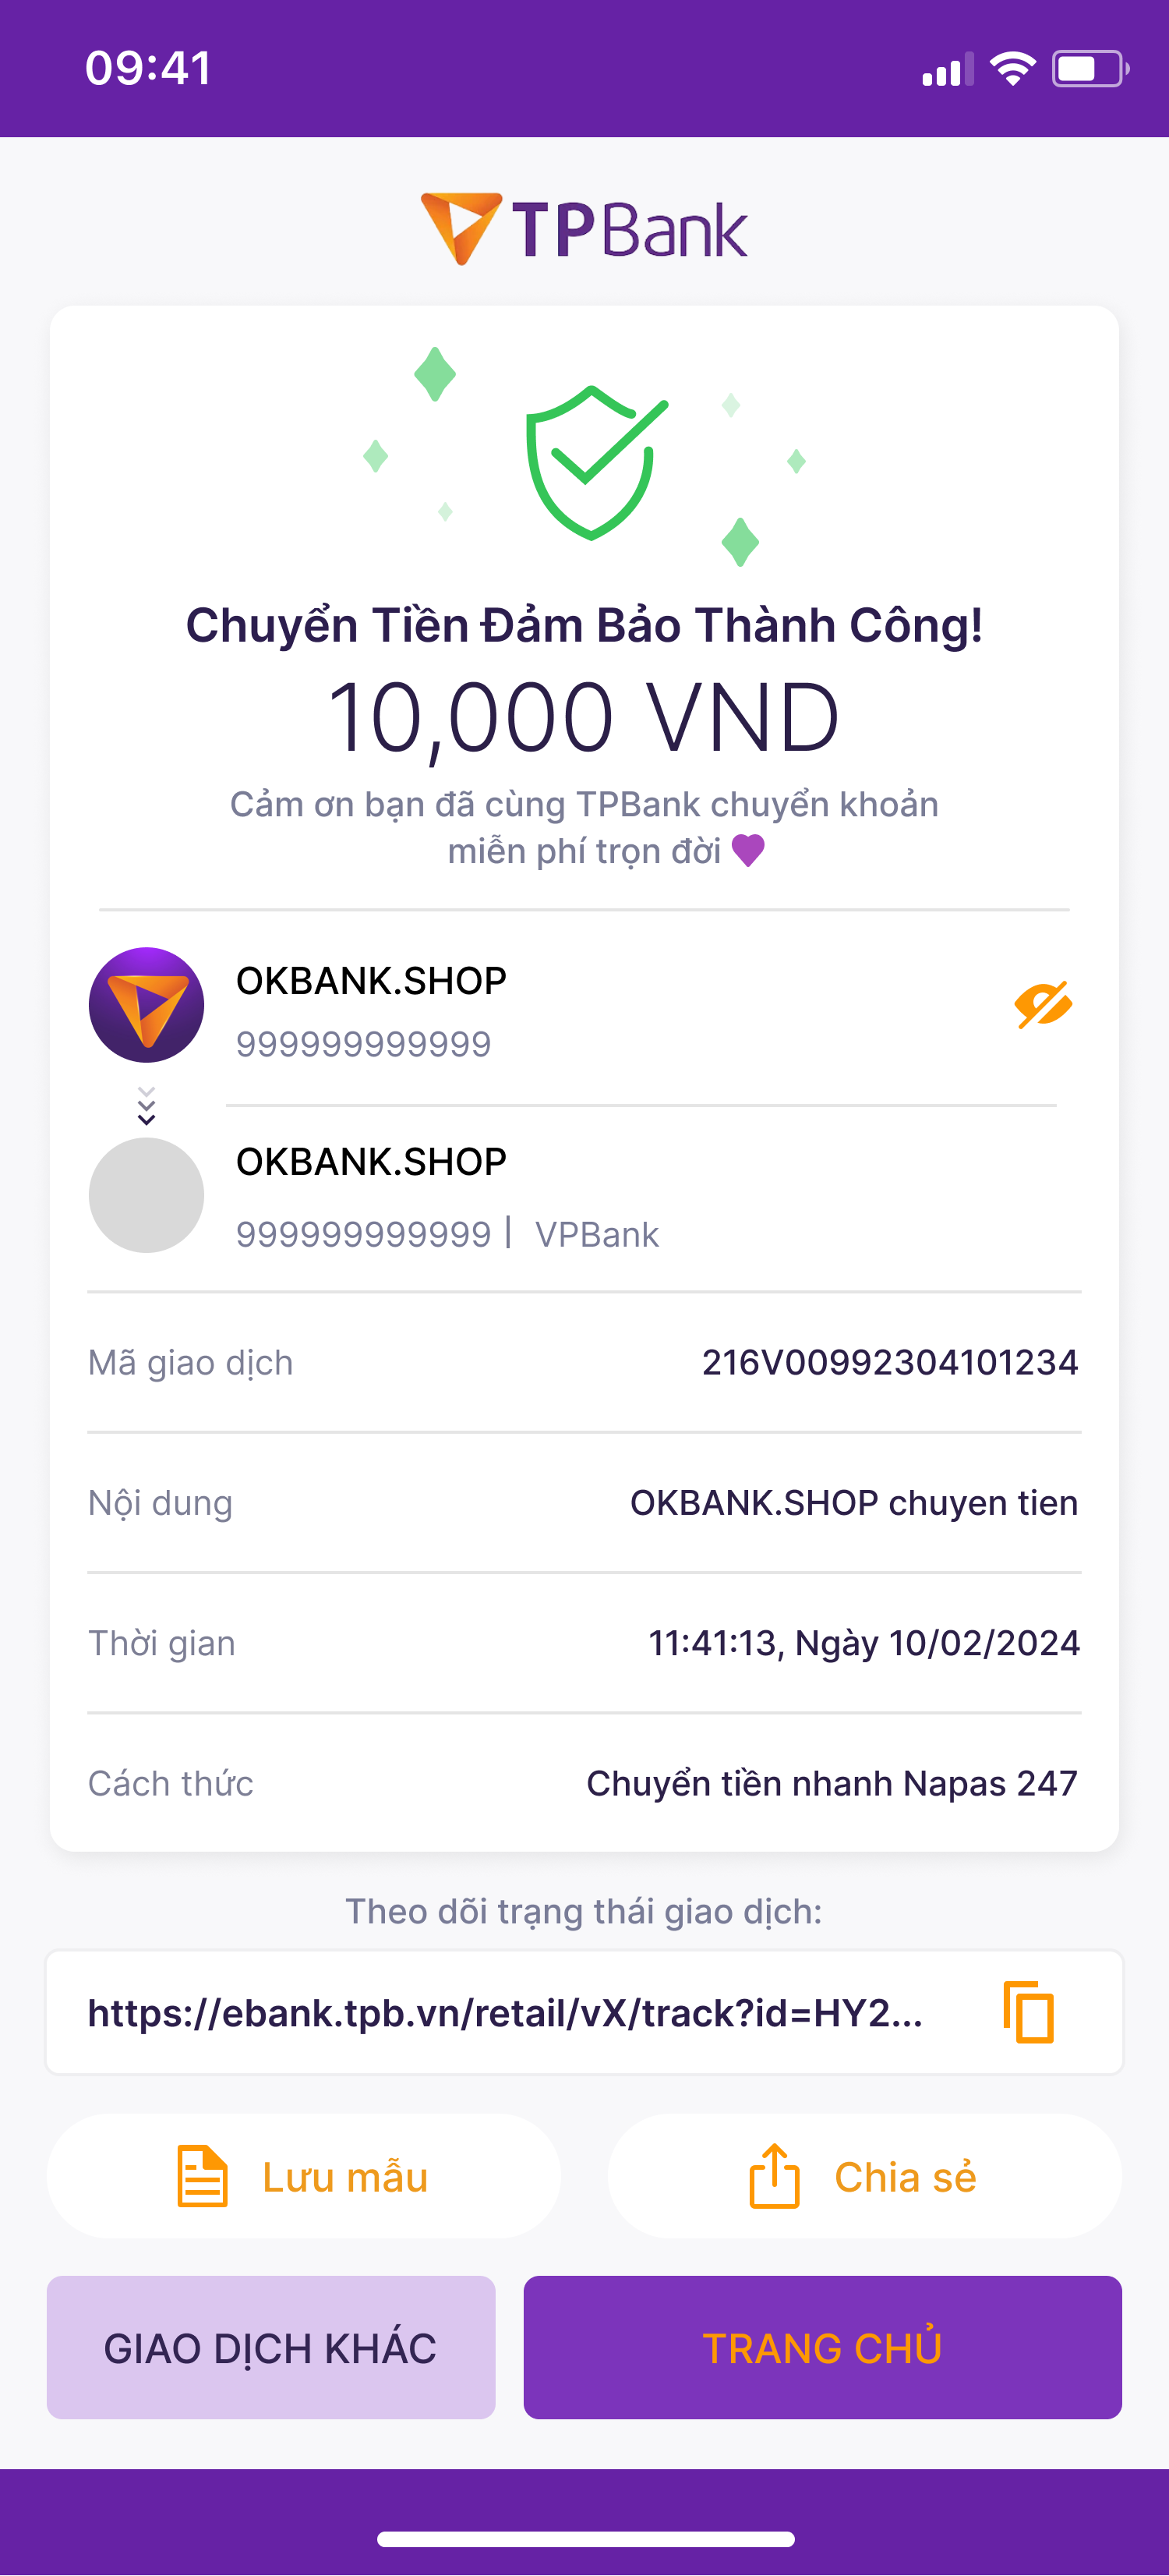 09:41
TPBank
Chuyển Tiền Đảm Bảo Thành Công!
10,000 VND
Cảm ơn bạn đã cùng TPBank chuyển khoản
miễn phí trọn đời
OKBANK.SHOP
999999999999
OKBANK.SHOP
999999999999 | VPBank
Mã giao dịch 216V00992304101234
Nội dung OKBANK.SHOP chuyen tien
Thời gian 11:41:13, Ngày 10/02/2024
Cách thức Chuyển tiền nhanh Napas 247
Theo dõi trạng thái giao dịch:
https://ebank.tpb.vn/retail/vX/track?id=HY2...
Lưu mẫu Chia sẻ
GIAO DỊCH KHÁC TRANG CHỦ